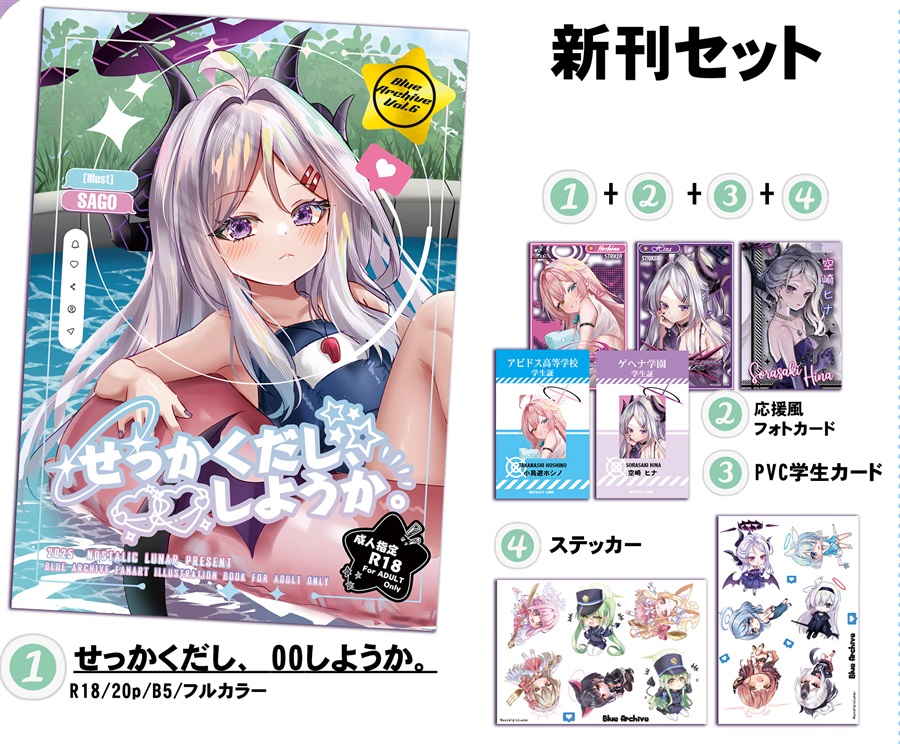 新刊セット
Blue
Archive
Vol.6
[Illust]
SAGO
せっかくだし
しようか。
2025 NOSTALIC LUNAR PRESENT
BLUE ARCHIVE FANART ILLUSTRATION BOOK FOR ADULT ONLY
成人指定
R18
For ADULT
Only
1 せっかくだし、00しようか。
R18/20p/B5/フルカラー
1 + 2 + 3 + 4
Hoshino
STRIKER
Hina
STRIKER
空崎ヒナ
Sorasaki Hina
アビドス高等学校
学生証
TAKANASHI HOSHINO
小鳥遊ホシノ
ゲヘナ学園
学生証
SORASAKI HINA
空崎 ヒナ
2 応援風
フォトカード
3 PVC学生カード
4 ステッカー
Blue Archive
Blue Archive